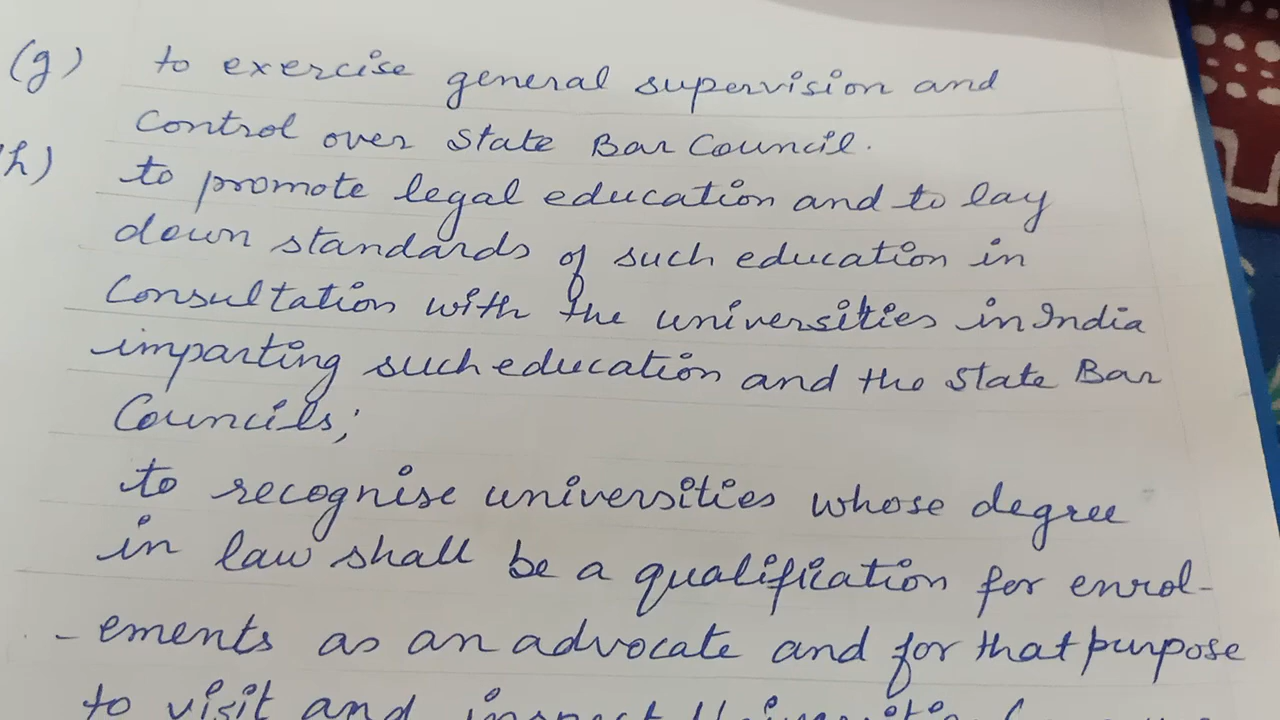 (g) to exercise general supervision and
control over State Bar Council.
h) to promote legal education and to lay
down standards of such education in
Consultation with the universities in India
imparting such education and the State Bar
Councils;
to recognise universities whose degree
in law shall be a qualification for enrol-
- ements as an advocate and for that purpose
to visit and inspect